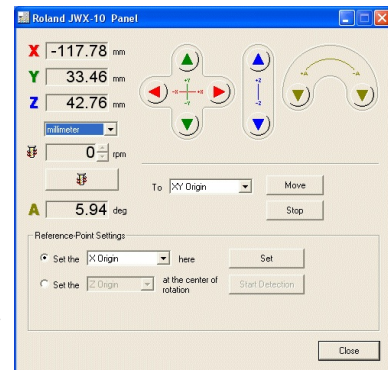 Roland JWX-10 Panel
X -117.78 mm
Y 33.46 mm
Z 42.76 mm
millimeter
0 rpm
A 5.94 deg
+Y
-X +X
-Y
+Z
-Z
-A +A
To XY Origin Move
Stop
Reference-Point Settings
Set the X Origin here Set
Set the Z Origin at the center of rotation Start Detection
Close